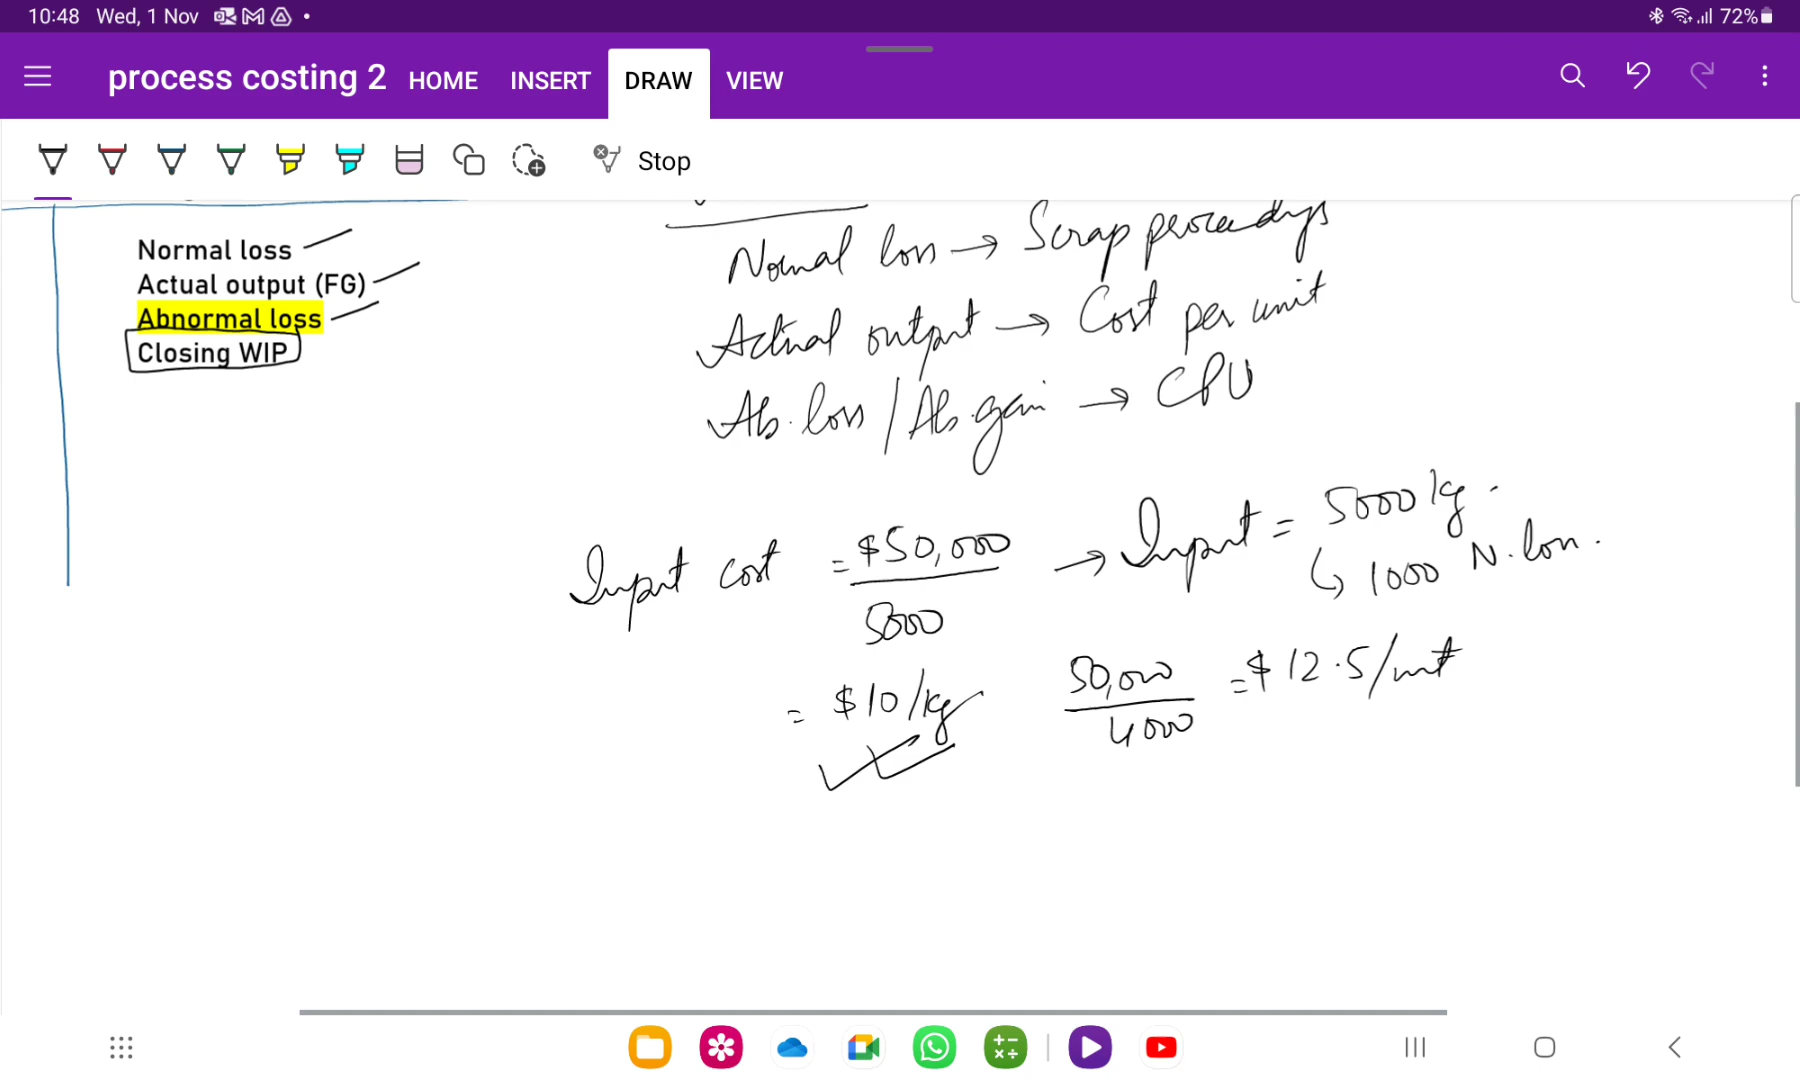 10:48 Wed, 1 Nov 72%
process costing 2 HOME INSERT DRAW VIEW
Stop
Normal loss
Actual output (FG)
Abnormal loss
Closing WIP
Normal loss → Scrap
Actual output → Cost per unit
Ab. loss / Ab. gain → CPU
Input cost = $50,000 → Input = 5000 kg.
5000 ↳ 1000 N. loss.
= $10/kg 50,000 = $12.5/unit
4000